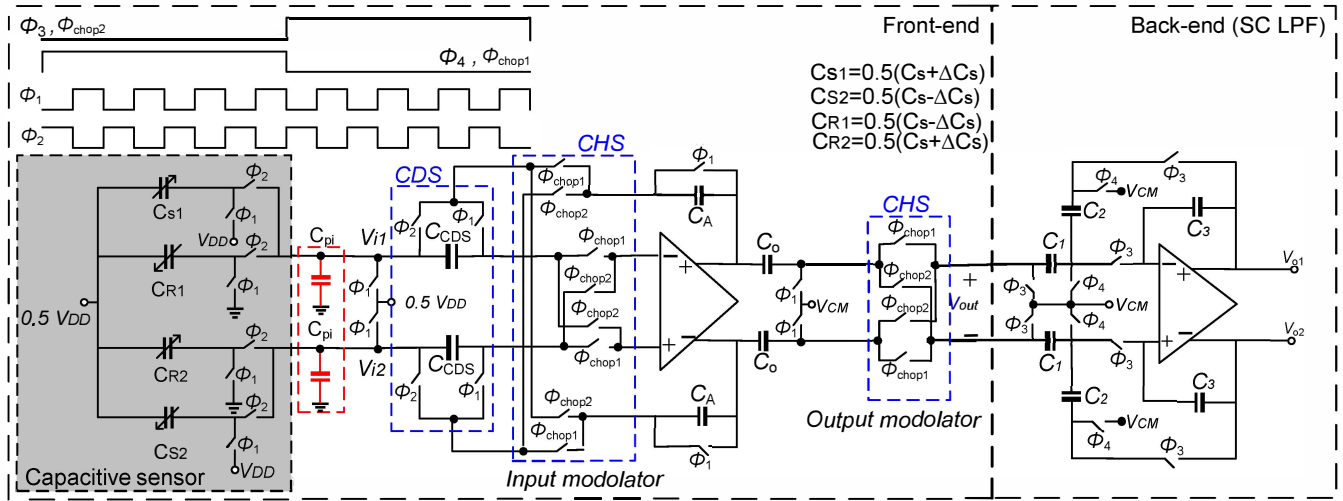 Φ3 , Φchop2
Φ4 , Φchop1
Φ1
Φ2
Front-end
Back-end (SC LPF)
Cs1=0.5(Cs+ΔCs)
CS2=0.5(Cs-ΔCs)
CR1=0.5(Cs-ΔCs)
CR2=0.5(Cs+ΔCs)
Capacitive sensor
0.5 VDD
Cs1
Φ2
Φ1
VDD
Φ2
CR1
Φ1
Φ2
CR2
Φ1
Φ2
CS2
Φ1
VDD
Cpi
Cpi
Vi1
Vi2
Φ1
Φ1
0.5 VDD
CDS
Φ2
Φ1
CCDS
CCDS
Φ2
Φ1
CHS
Φchop1
Φchop2
Φchop1
Φchop2
Φchop2
Φchop1
Φchop2
Φchop1
Input modolator
Φ1
CA
− +
+ −
CA
Φ1
Co
Φ1
VCM
Φ1
Co
CHS
Φchop1
Φchop2
Φchop2
Φchop1
Output modolator
+
Vout
−
Φ3
Φ3
C1
C1
Φ4
VCM
Φ4
C2
Φ4
VCM
Φ3
C3
Φ3
− +
+ −
Φ3
C3
C2
Φ4
VCM
Φ3
Vo1
Vo2